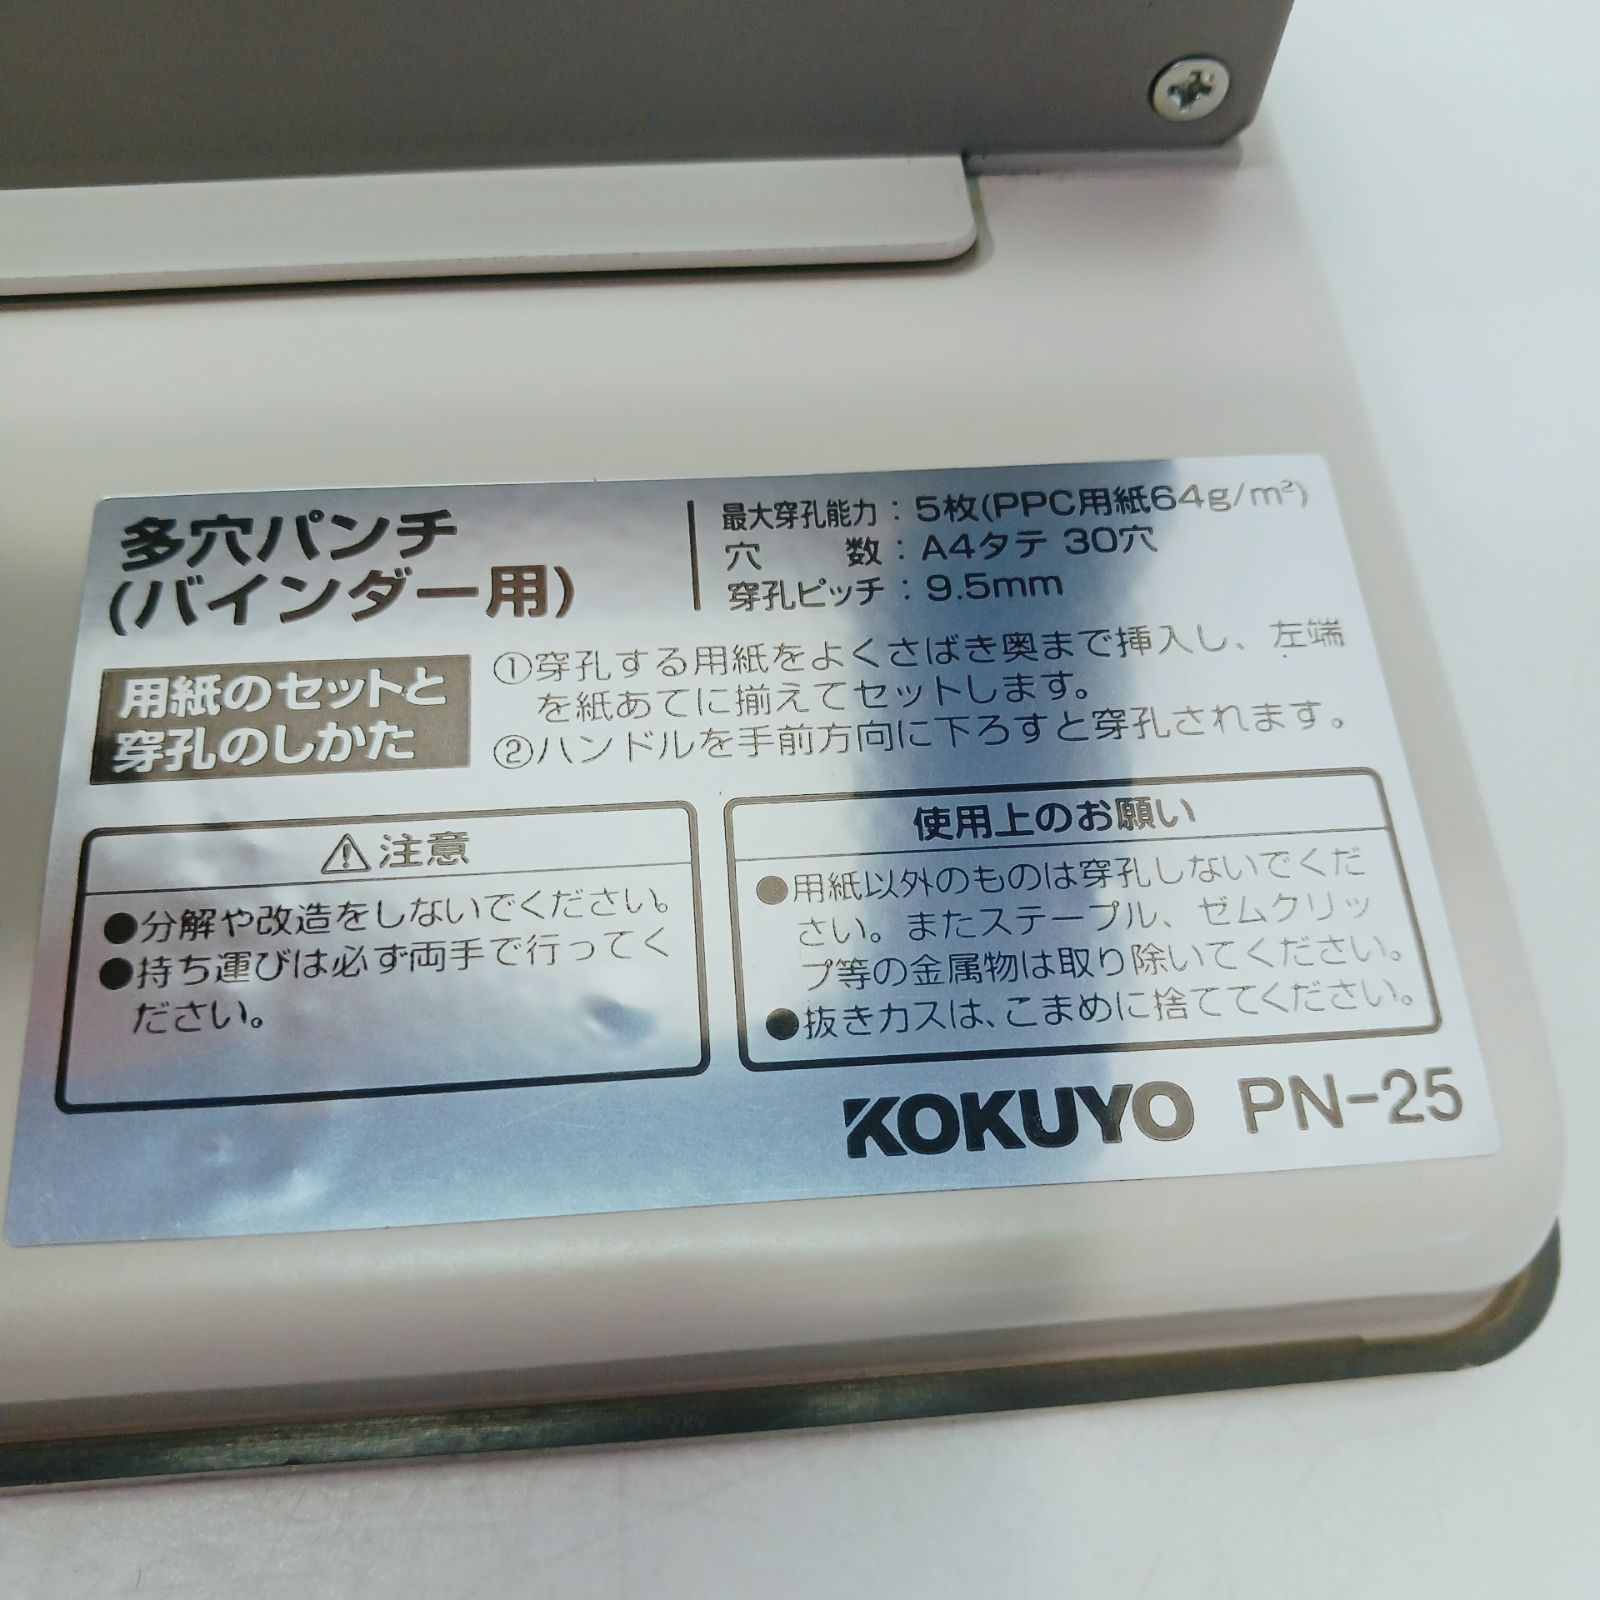 多穴パンチ
(バインダー用)
最大穿孔能力：5枚(PPC用紙64g/m²)
穴　　　数：A4タテ 30穴
穿孔ピッチ：9.5mm
用紙のセットと
穿孔のしかた
①穿孔する用紙をよくさばき奥まで挿入し、左端
を紙あてに揃えてセットします。
②ハンドルを手前方向に下ろすと穿孔されます。
⚠注意
●分解や改造をしないでください。
●持ち運びは必ず両手で行ってく
ださい。
使用上のお願い
●用紙以外のものは穿孔しないでくだ
さい。またステープル、ゼムクリッ
プ等の金属物は取り除いてください。
●抜きカスは、こまめに捨ててください。
KOKUYO PN-25